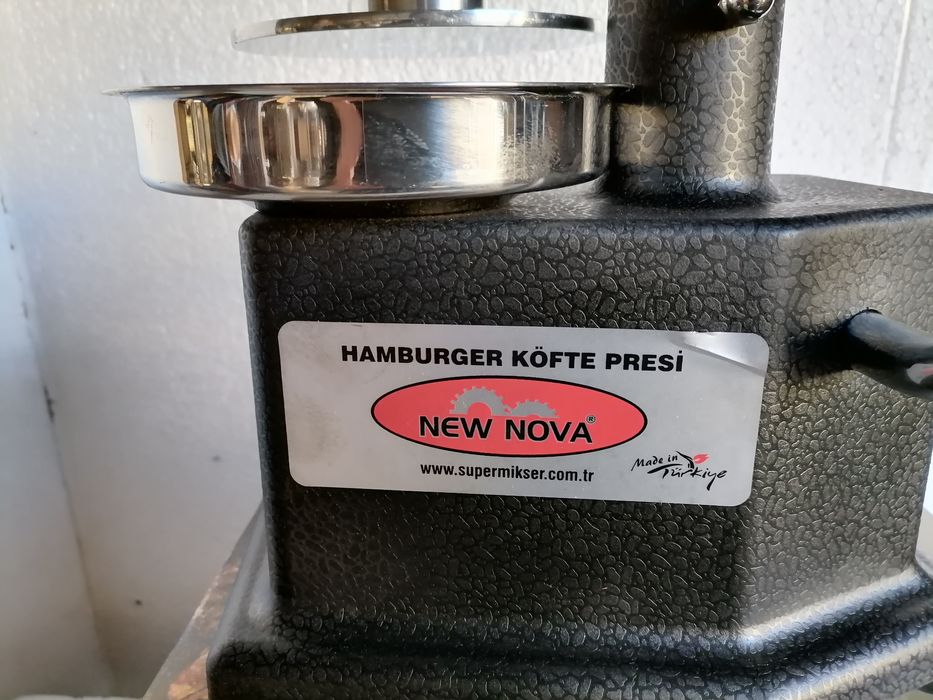 HAMBURGER KÖFTE PRESİ
NEW NOVA®
www.supermikser.com.tr
Made in
Türkiye